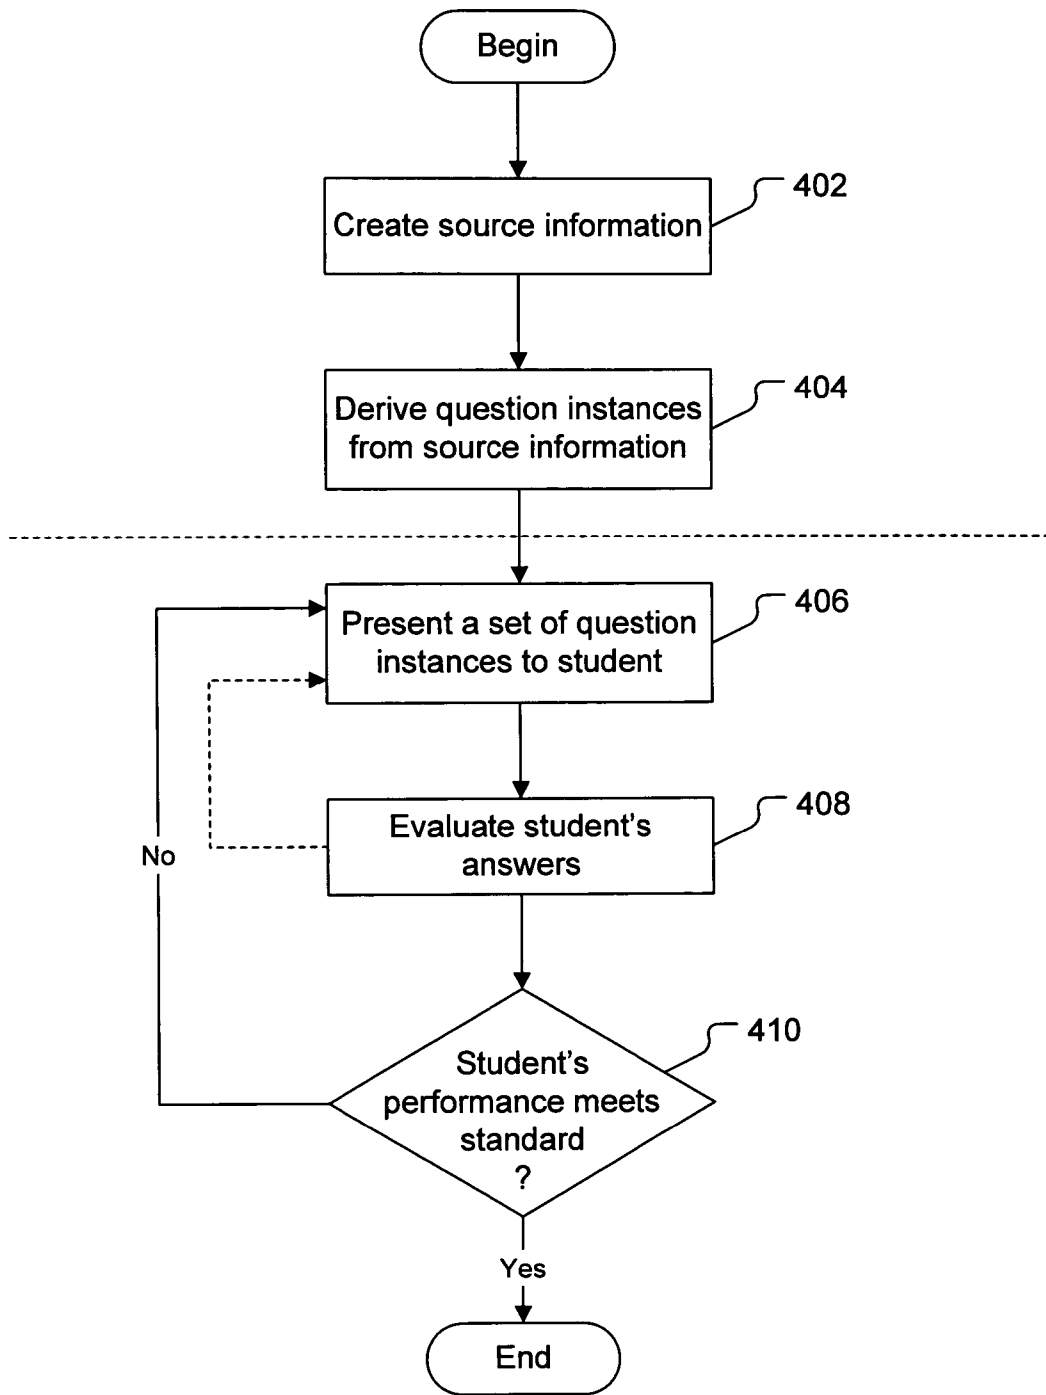 Begin
402
Create source information
404
Derive question instances
from source information
406
Present a set of question
instances to student
408
Evaluate student's
answers
No
410
Student's
performance meets
standard
?
Yes
End